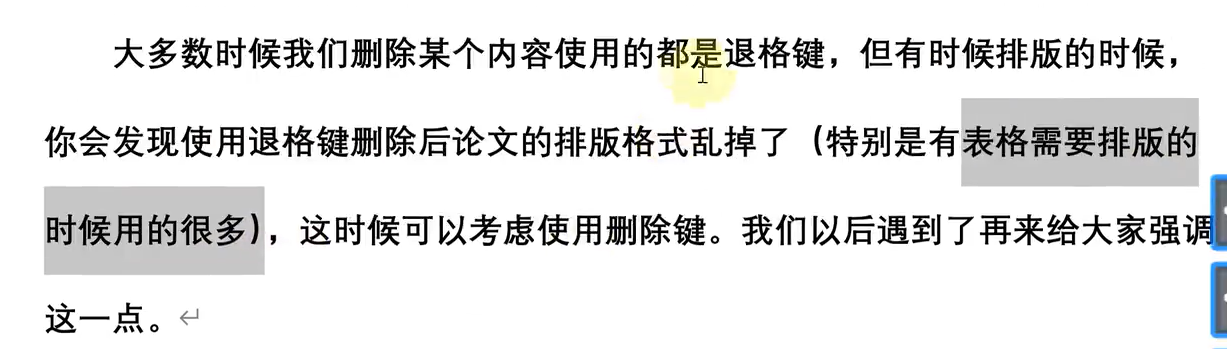 大多数时候我们删除某个内容使用的都是退格键，但有时候排版的时候，
你会发现使用退格键删除后论文的排版格式乱掉了（特别是有表格需要排版的
时候用的很多），这时候可以考虑使用删除键。我们以后遇到了再来给大家强调
这一点。